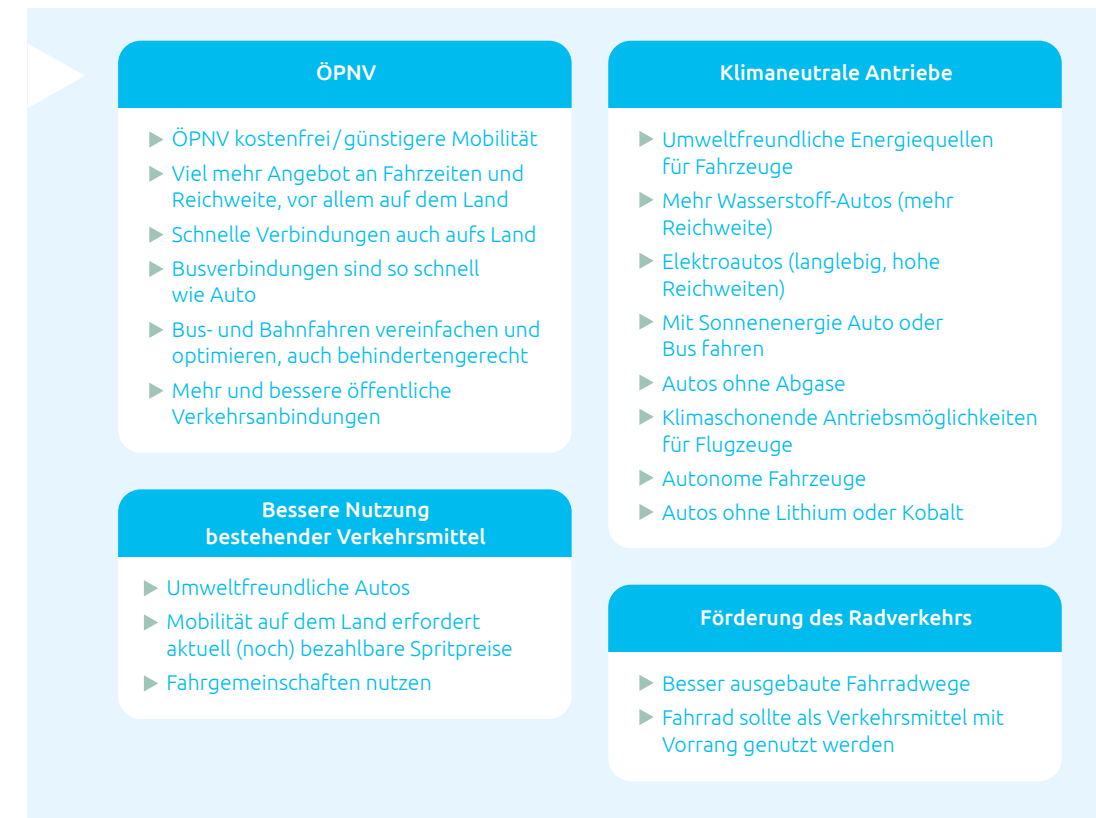 ÖPNV
ÖPNV kostenfrei / günstigere Mobilität
Viel mehr Angebot an Fahrzeiten und
Reichweite, vor allem auf dem Land
Schnelle Verbindungen auch aufs Land
Busverbindungen sind so schnell
wie Auto
Bus- und Bahnfahren vereinfachen und
optimieren, auch behindertengerecht
Mehr und bessere öffentliche
Verkehrsanbindungen
Bessere Nutzung
bestehender Verkehrsmittel
Umweltfreundliche Autos
Mobilität auf dem Land erfordert
aktuell (noch) bezahlbare Spritpreise
Fahrgemeinschaften nutzen
Klimaneutrale Antriebe
Umweltfreundliche Energiequellen
für Fahrzeuge
Mehr Wasserstoff-Autos (mehr
Reichweite)
Elektroautos (langlebig, hohe
Reichweiten)
Mit Sonnenenergie Auto oder
Bus fahren
Autos ohne Abgase
Klimaschonende Antriebsmöglichkeiten
für Flugzeuge
Autonome Fahrzeuge
Autos ohne Lithium oder Kobalt
Förderung des Radverkehrs
Besser ausgebaute Fahrradwege
Fahrrad sollte als Verkehrsmittel mit
Vorrang genutzt werden